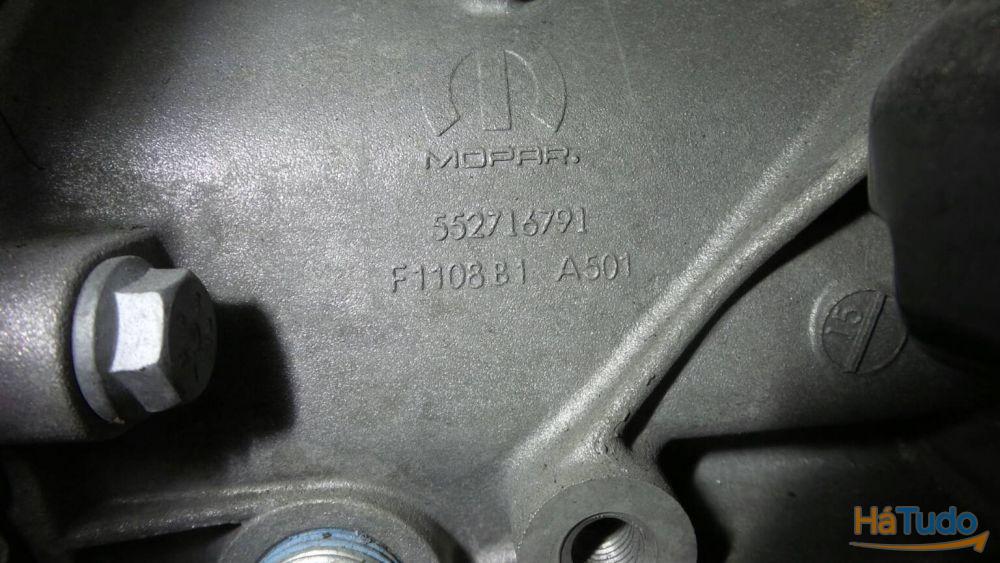 MOPAR.
552716791
F1108B1 A501
15
HáTudo